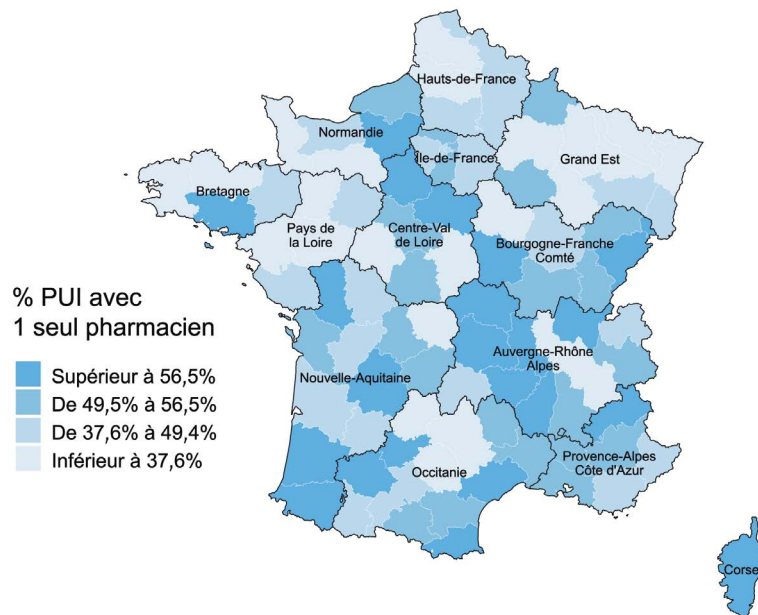 Hauts-de-France
Normandie
Île-de-France
Grand Est
Bretagne
Pays de
la Loire
Centre-Val
de Loire
Bourgogne-Franche
Comté
% PUI avec
1 seul pharmacien
Supérieur à 56,5%
De 49,5% à 56,5%
De 37,6% à 49,4%
Inférieur à 37,6%
Auvergne-Rhône
Alpes
Nouvelle-Aquitaine
Occitanie
Provence-Alpes
Côte d'Azur
Corse